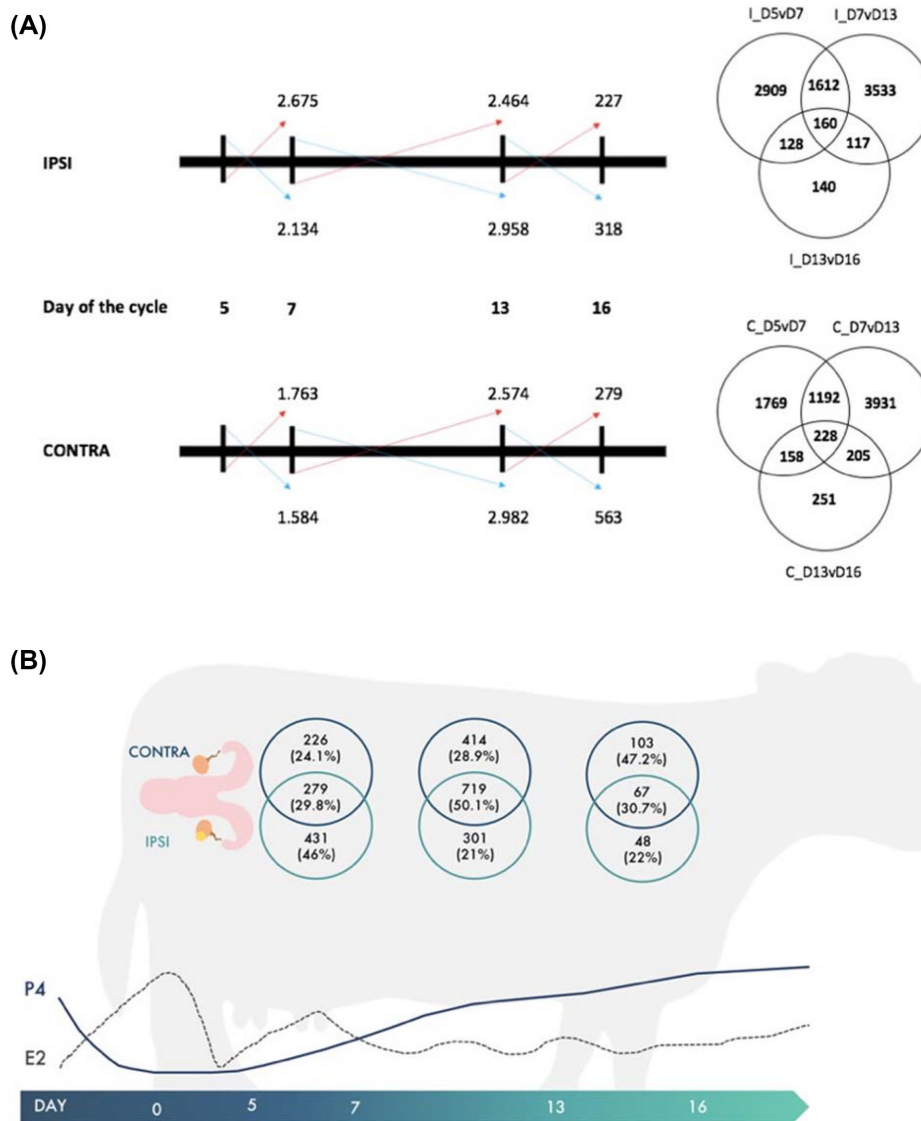 (A)
I_D5vD7 I_D7vD13
2.675 2.464 227
2909 1612 3533
160
128 117
IPSI
140
2.134 2.958 318
I_D13vD16
Day of the cycle 5 7 13 16
C_D5vD7 C_D7vD13
1.763 2.574 279
1769 1192 3931
228
158 205
CONTRA
251
1.584 2.982 563
C_D13vD16
(B)
CONTRA
IPSI
226
(24.1%)
279
(29.8%)
431
(46%)
414
(28.9%)
719
(50.1%)
301
(21%)
103
(47.2%)
67
(30.7%)
48
(22%)
P4
E2
DAY 0 5 7 13 16